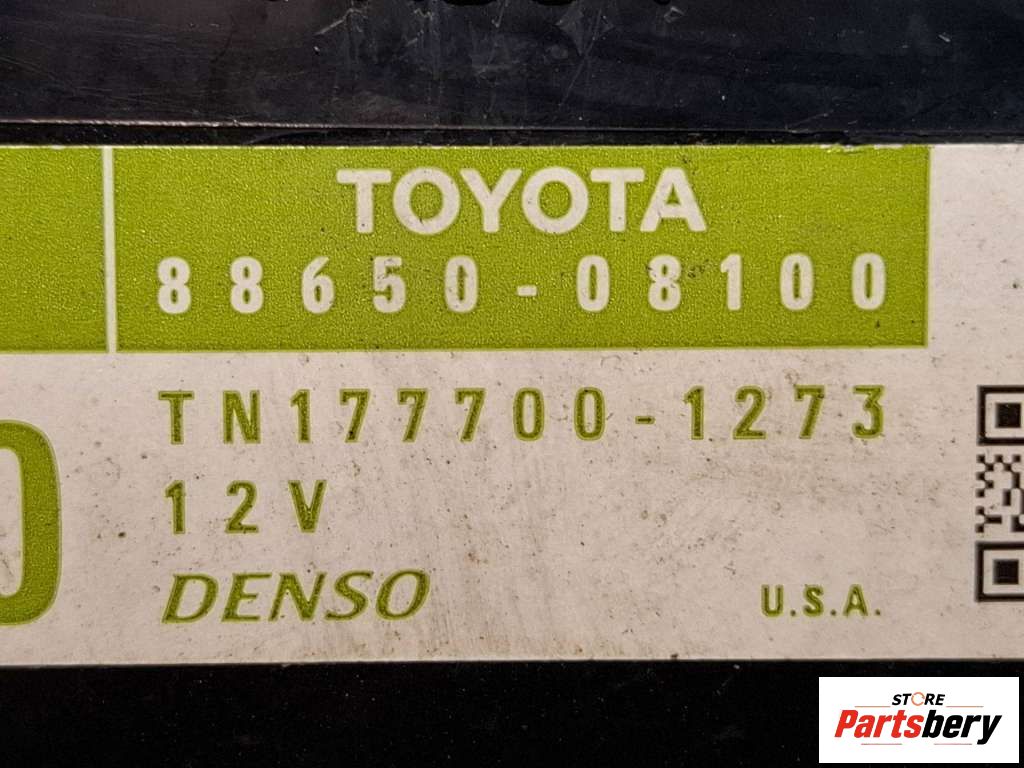 TOYOTA
88650-08100
TN177700-1273
12V
DENSO
U.S.A.
STORE
Partsbery